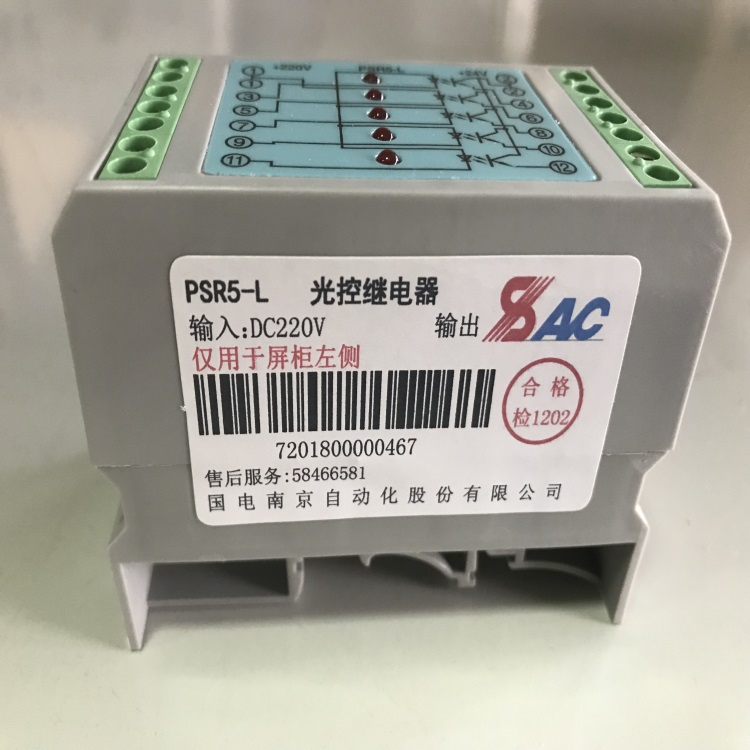 +220V PSR5-L +24V
① ②
③ ④
⑤ ⑥
⑦ ⑧
⑨ ⑩
⑪ ⑫
PSR5-L 光控继电器
输入:DC220V 输出 SAC
仅用于屏柜左侧
合格
检1202
7201800000467
售后服务:58466581
国电南京自动化股份有限公司